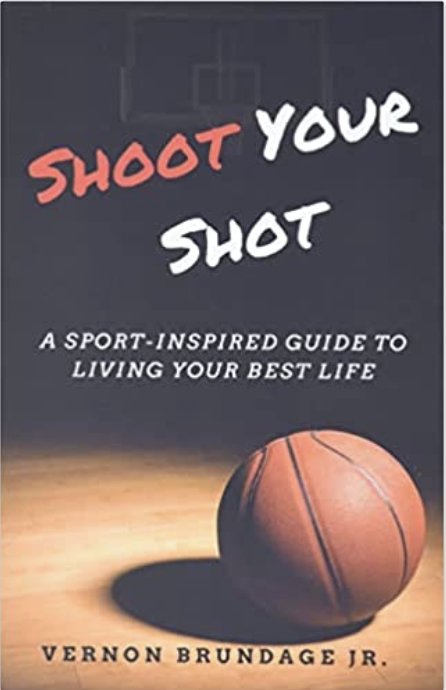 SHOOT YOUR
SHOT
A SPORT-INSPIRED GUIDE TO
LIVING YOUR BEST LIFE
VERNON BRUNDAGE JR.